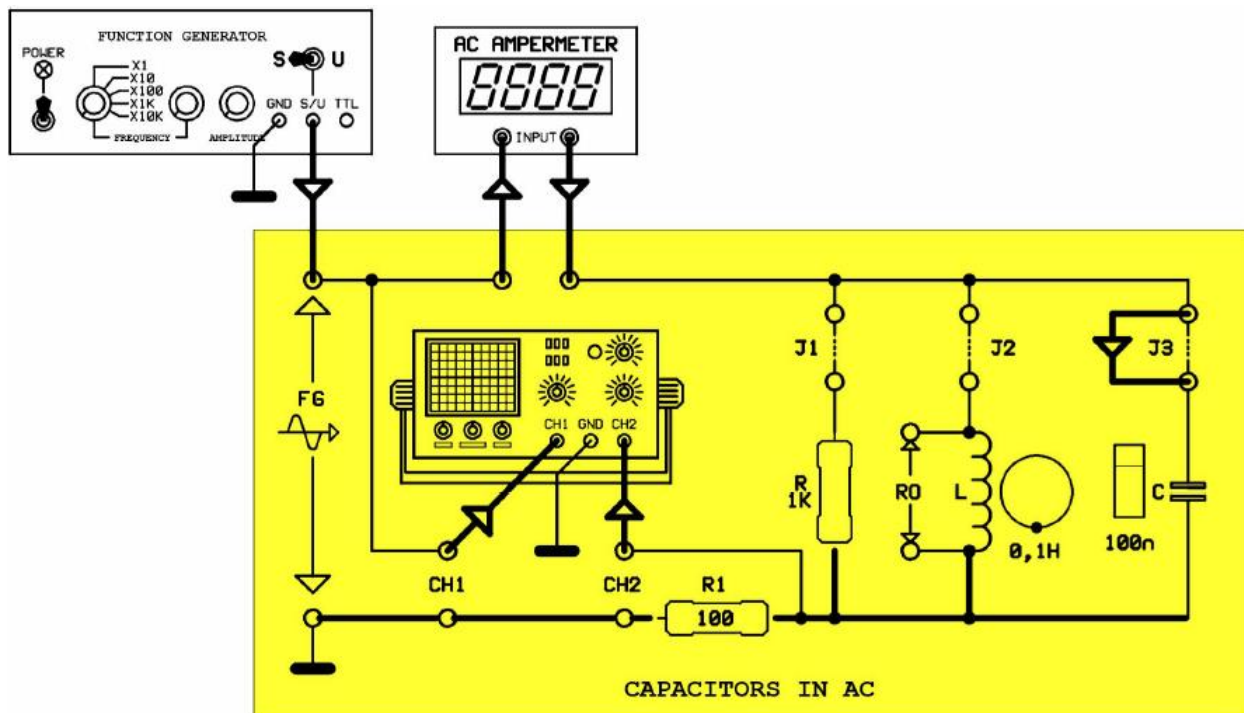 FUNCTION GENERATOR
POWER
X1
X10
X100
X1K
X10K
S U
GND S/U TTL
FREQUENCY
AMPLITUDE
AC AMPERMETER
8888
INPUT
FG
CH1 GND CH2
J1
J2
J3
R
1K
RO
L
0,1H
C
100n
CH1
CH2
R1
100
CAPACITORS IN AC